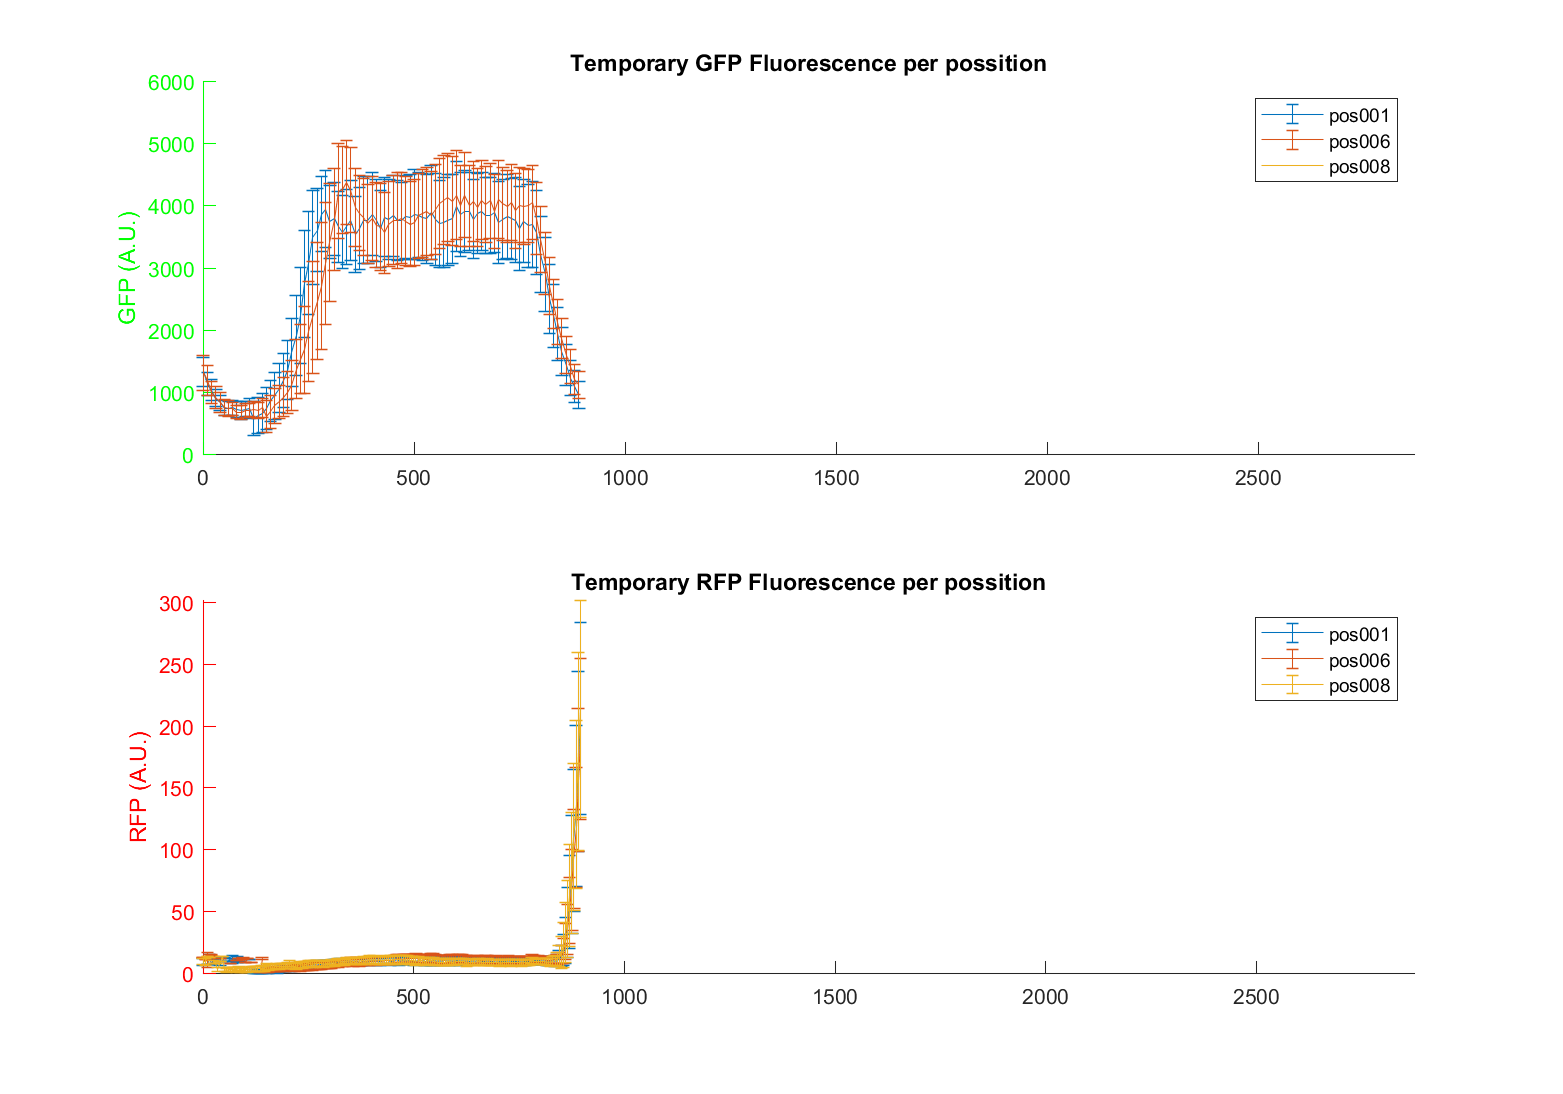 Temporary GFP Fluorescence per possition
6000
5000
4000
3000
2000
1000
0
GFP (A.U.)
pos001
pos006
pos008
0 500 1000 1500 2000 2500
Temporary RFP Fluorescence per possition
300
250
200
150
100
50
0
RFP (A.U.)
pos001
pos006
pos008
0 500 1000 1500 2000 2500